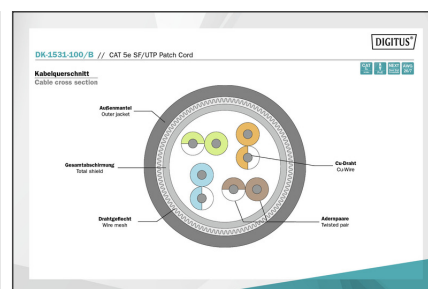 DIGITUS®
DK-1531-100/B // CAT 5e SF/UTP Patch Cord
Kabelquerschnitt
Cable cross section
Außenmantel
Outer jacket
Gesamtabschirmung
Total shield
Drahtgeflecht
Wire mesh
Cu-Draht
Cu-Wire
Aderspaare
Twisted pair